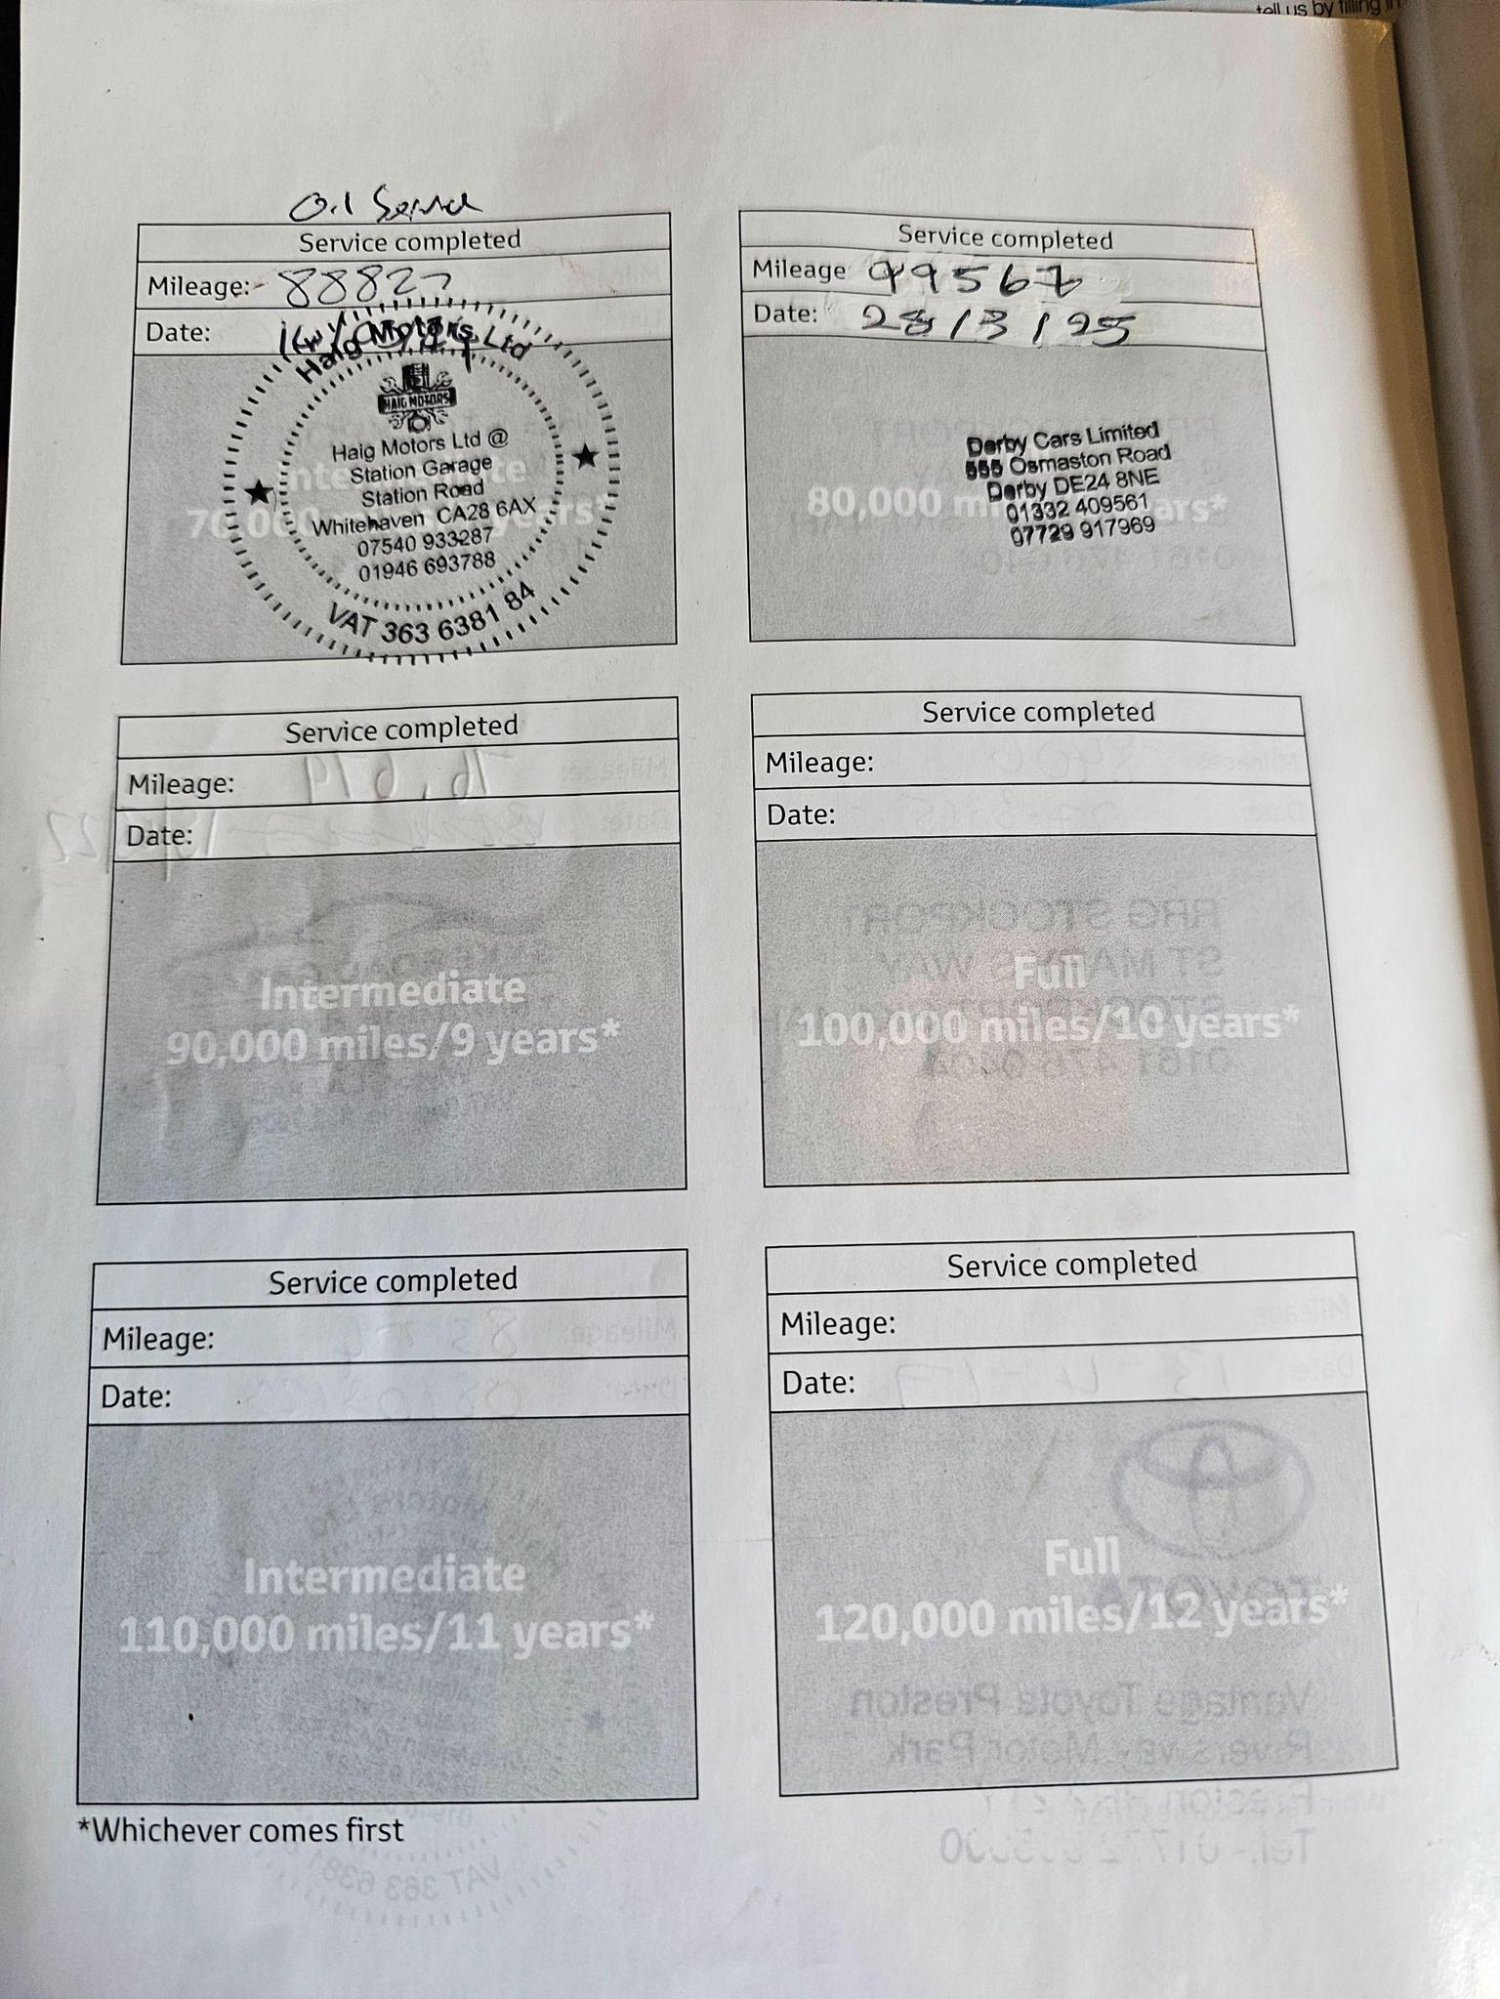 tell us by filling in
Oil Service
Service completed
Mileage: 88827
Date:
Haig Motors Ltd
HAIG MOTORS
Haig Motors Ltd @
Station Garage
Station Road
Whitehaven CA28 6AX
07540 933287
01946 693788
VAT 363 6381 84
Service completed
Mileage 99567
Date: 28/3/25
80,000
Derby Cars Limited
555 Osmaston Road
Derby DE24 8NE
01332 409561
07729 917969
Service completed
Mileage:
Date:
Intermediate
90,000 miles/9 years*
Service completed
Mileage:
Date:
Full
100,000 miles/10 years*
Service completed
Mileage:
Date:
Intermediate
110,000 miles/11 years*
Service completed
Mileage:
Date:
Full
120,000 miles/12 years*
*Whichever comes first